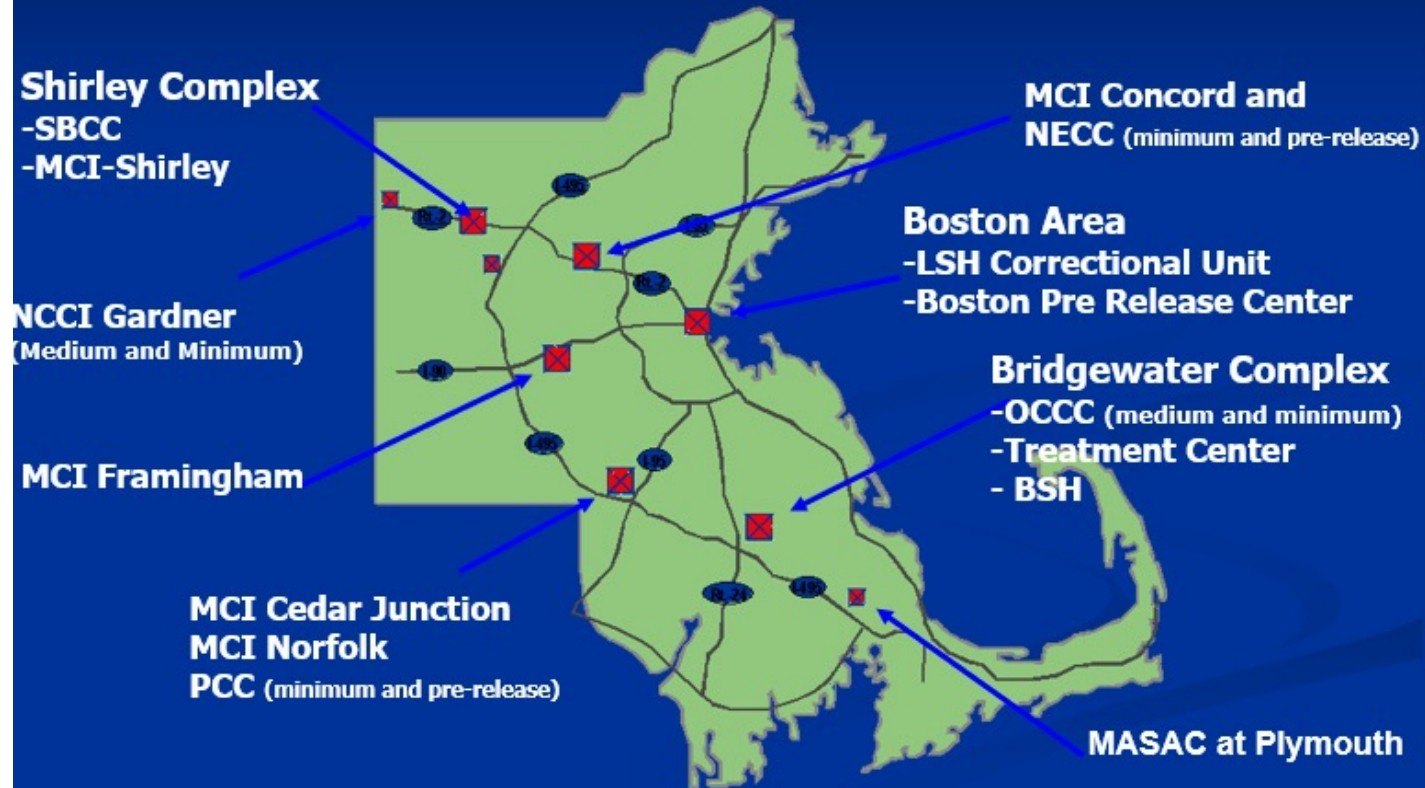 Shirley Complex
-SBCC
-MCI-Shirley
MCI Concord and
NECC (minimum and pre-release)
I-495
Rt.-2
Boston Area
-LSH Correctional Unit
-Boston Pre Release Center
Rt.-2
NCCI Gardner
(Medium and Minimum)
I-90
Bridgewater Complex
-OCCC (medium and minimum)
-Treatment Center
- BSH
I-495
I-95
MCI Framingham
MCI Cedar Junction
MCI Norfolk
PCC (minimum and pre-release)
Rt.-24
I-495
MASAC at Plymouth